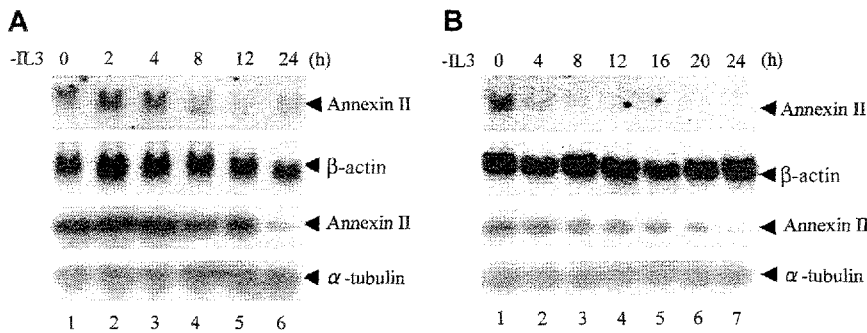 A
-IL3 0 2 4 8 12 24 (h)
Annexin II
β-actin
Annexin II
α-tubulin
1 2 3 4 5 6
B
-IL3 0 4 8 12 16 20 24 (h)
Annexin II
β-actin
Annexin II
α-tubulin
1 2 3 4 5 6 7